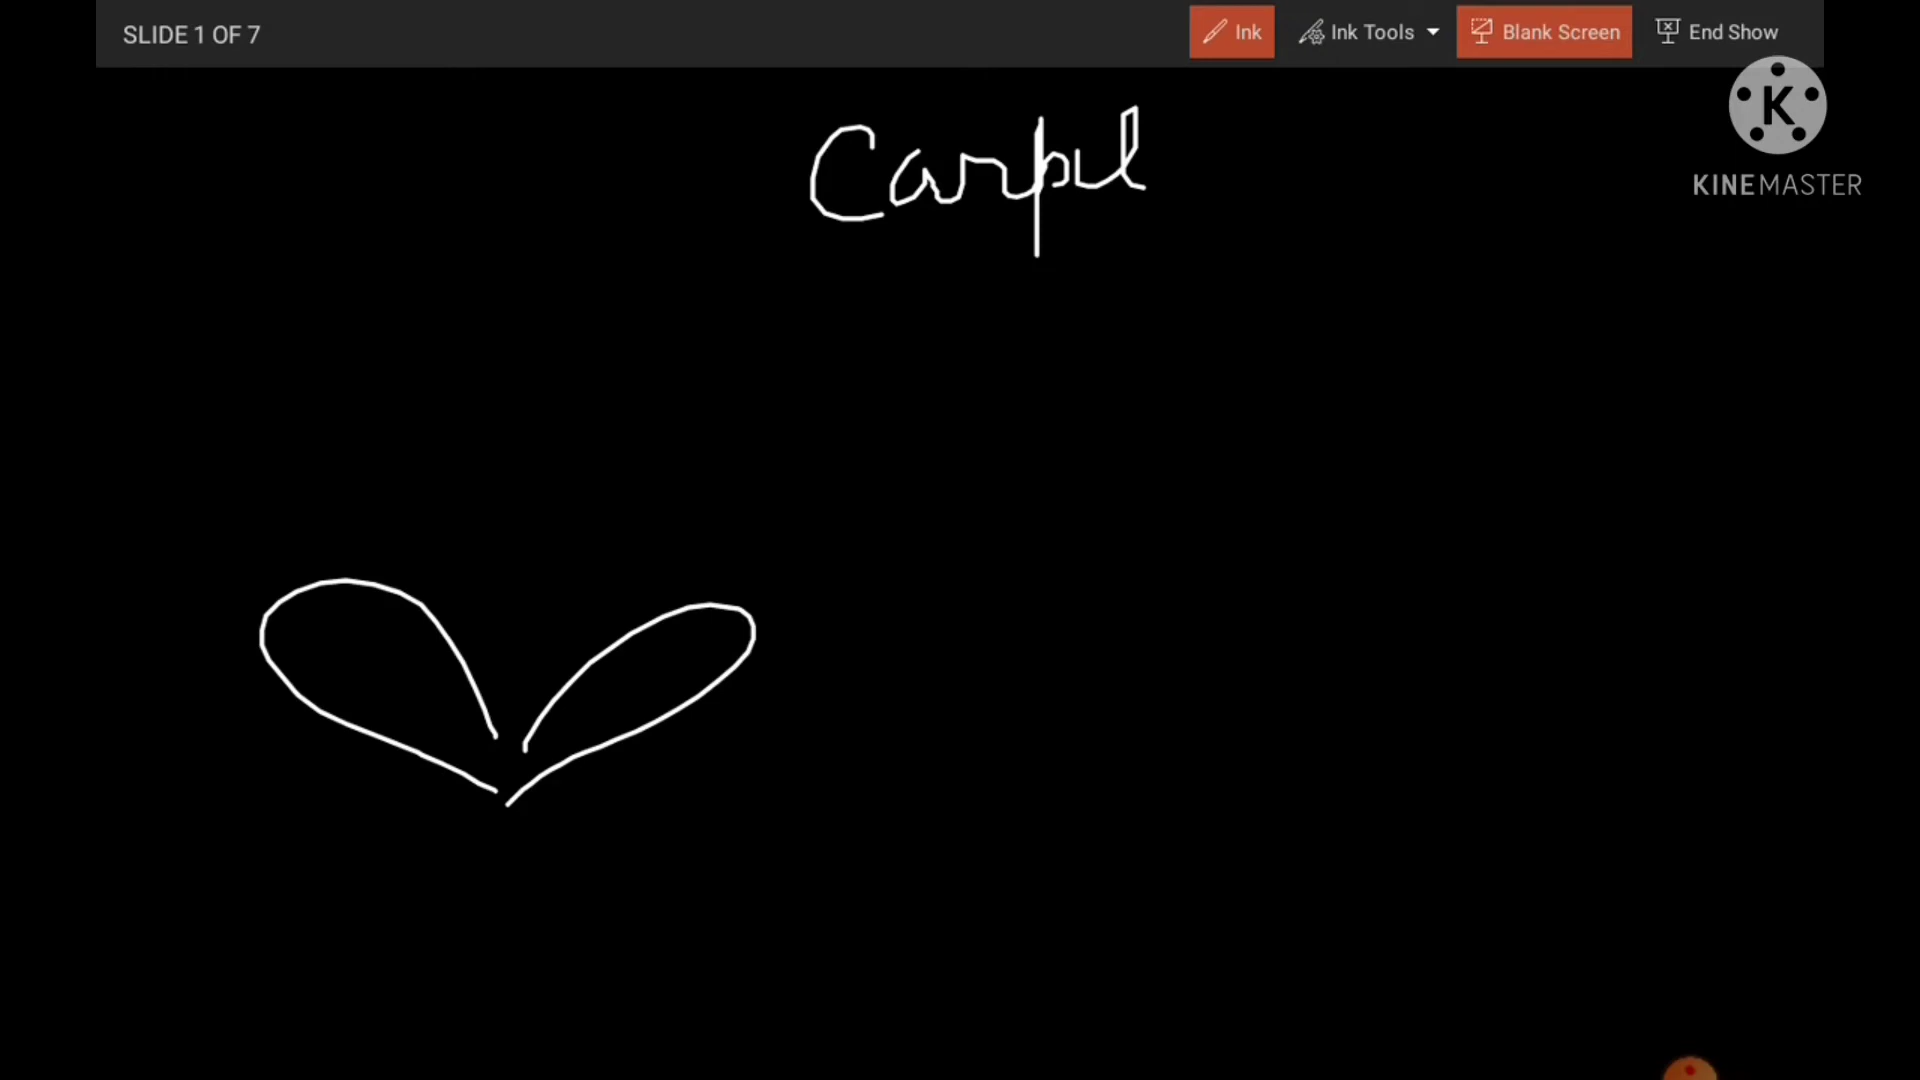 SLIDE 1 OF 7
Ink
Ink Tools
Blank Screen
End Show
K
KINEMASTER
Carpel